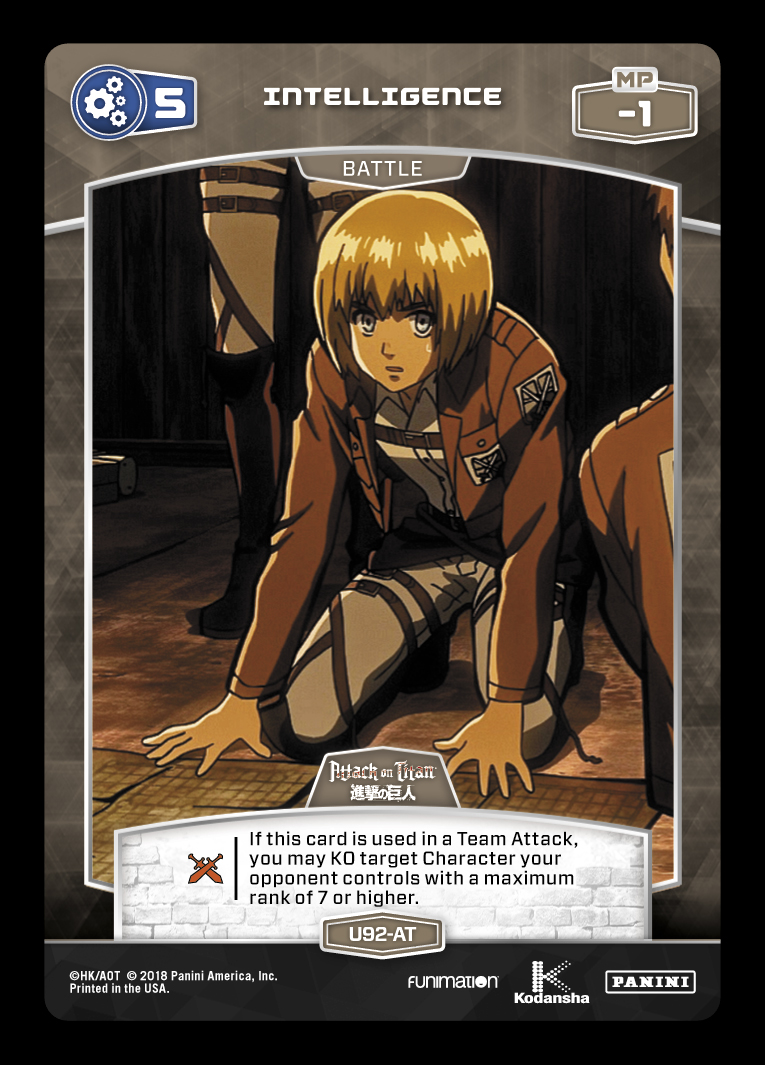 5
INTELLIGENCE
MP
-1
BATTLE
Attack on Titan
進撃の巨人
If this card is used in a Team Attack,
you may KO target Character your
opponent controls with a maximum
rank of 7 or higher.
U92-AT
©HK/AOT © 2018 Panini America, Inc.
Printed in the USA.
FUNIMATION
Kodansha
PANINI